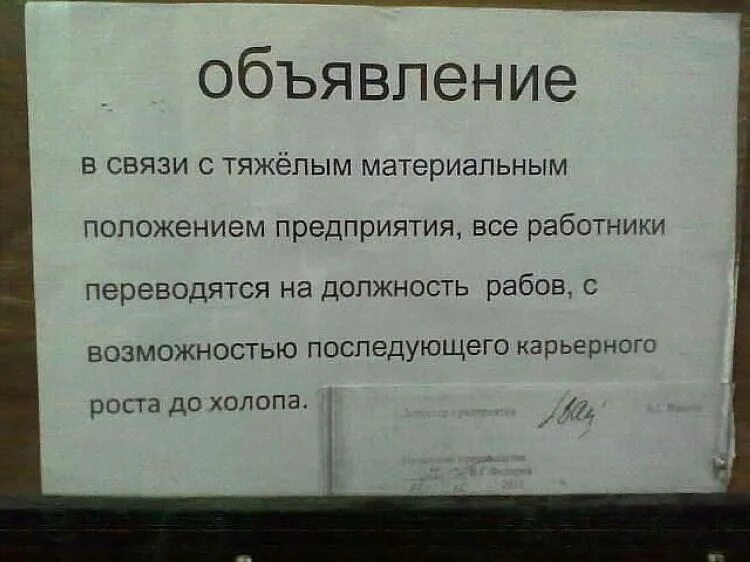 объявление
в связи с тяжёлым материальным
положением предприятия, все работники
переводятся на должность рабов, с
возможностью последующего карьерного
роста до холопа.